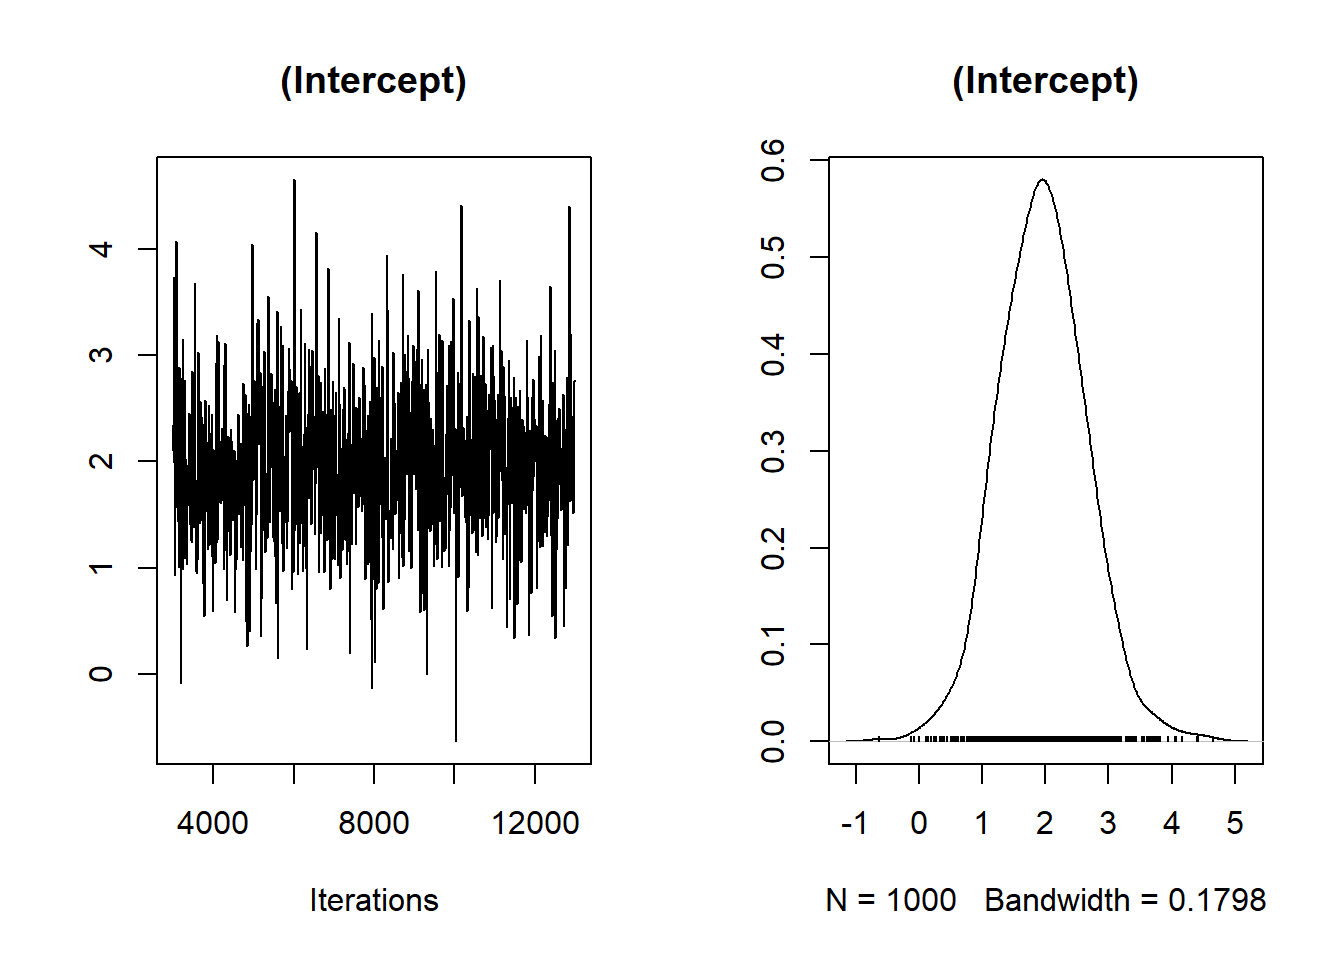 (Intercept)
4
3
2
1
0
4000 8000 12000
Iterations
(Intercept)
0.6
0.5
0.4
0.3
0.2
0.1
0.0
-1 0 1 2 3 4 5
N = 1000 Bandwidth = 0.1798